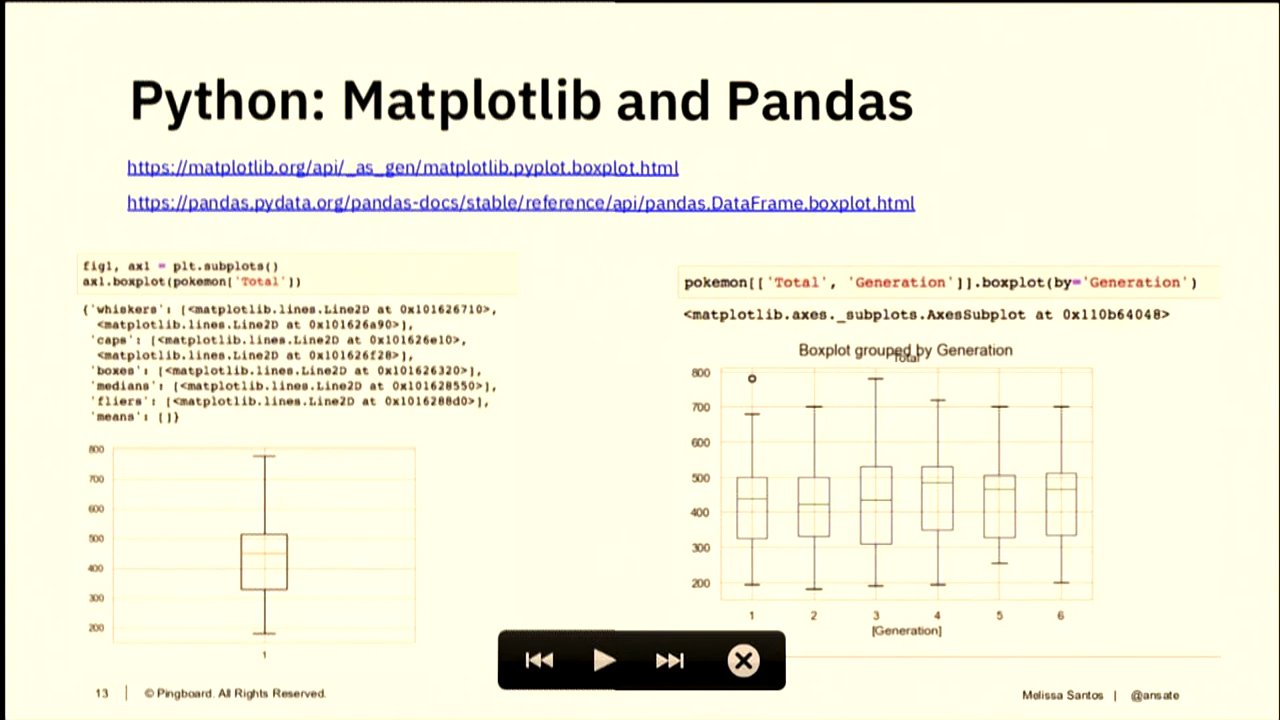 Python: Matplotlib and Pandas
https://matplotlib.org/api/_as_gen/matplotlib.pyplot.boxplot.html
https://pandas.pydata.org/pandas-docs/stable/reference/api/pandas.DataFrame.boxplot.html
fig1, ax1 = plt.subplots()
ax1.boxplot(pokemon['Total'])
{'whiskers': [<matplotlib.lines.Line2D at 0x101626710>,
<matplotlib.lines.Line2D at 0x101626a90>],
'caps': [<matplotlib.lines.Line2D at 0x101626e10>,
<matplotlib.lines.Line2D at 0x101626f28>],
'boxes': [<matplotlib.lines.Line2D at 0x101626320>],
'medians': [<matplotlib.lines.Line2D at 0x101628550>],
'fliers': [<matplotlib.lines.Line2D at 0x1016288d0>],
'means': []}
800
700
600
500
400
300
200
1
pokemon[['Total', 'Generation']].boxplot(by='Generation')
<matplotlib.axes._subplots.AxesSubplot at 0x110b64048>
Boxplot grouped by Generation
Total
800
700
600
500
400
300
200
1 2 3 4 5 6
[Generation]
13 | © Pingboard. All Rights Reserved.
Melissa Santos | @ansate